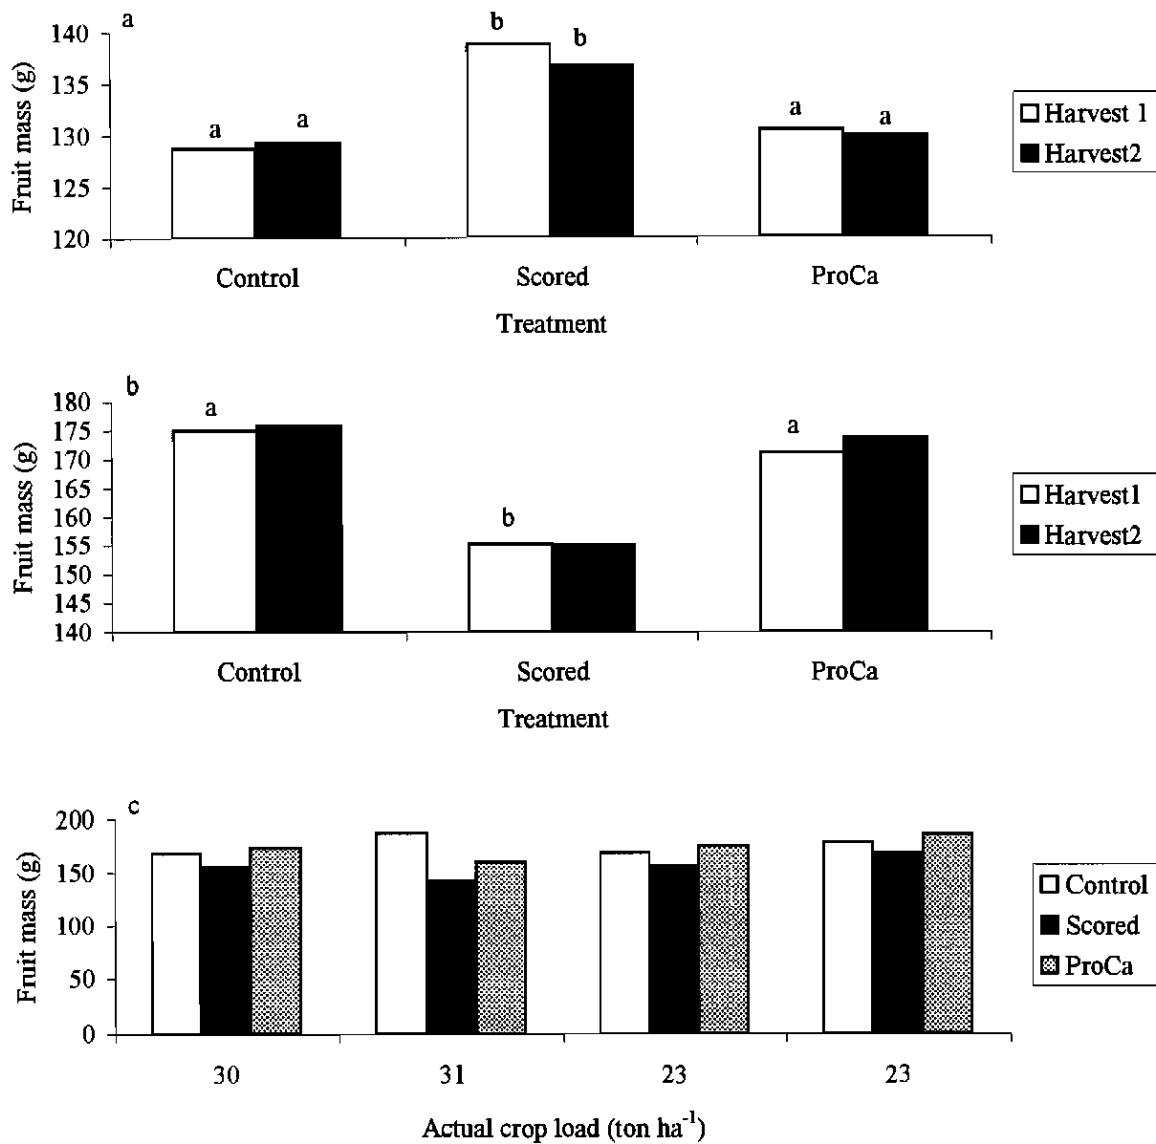 a
140
135
130
125
120
Fruit mass (g)
a a
b b
a a
Control Scored ProCa
Treatment
Harvest 1
Harvest2
b
180
175
170
165
160
155
150
145
140
Fruit mass (g)
a
b
a
Control Scored ProCa
Treatment
Harvest1
Harvest2
c
200
150
100
50
0
Fruit mass (g)
30 31 23 23
Actual crop load (ton ha⁻¹)
Control
Scored
ProCa